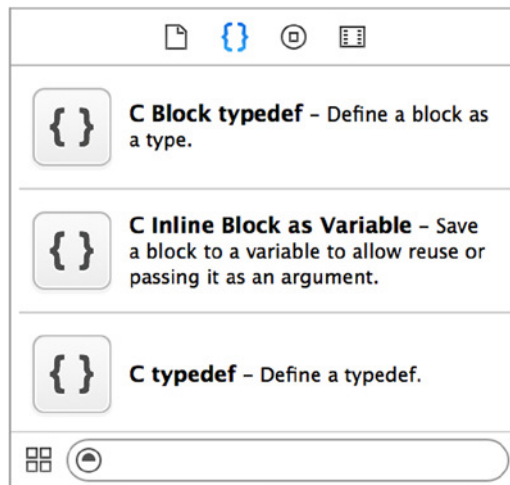 { }
{ }
C Block typedef – Define a block as
a type.
{ }
C Inline Block as Variable – Save
a block to a variable to allow reuse or
passing it as an argument.
{ }
C typedef – Define a typedef.